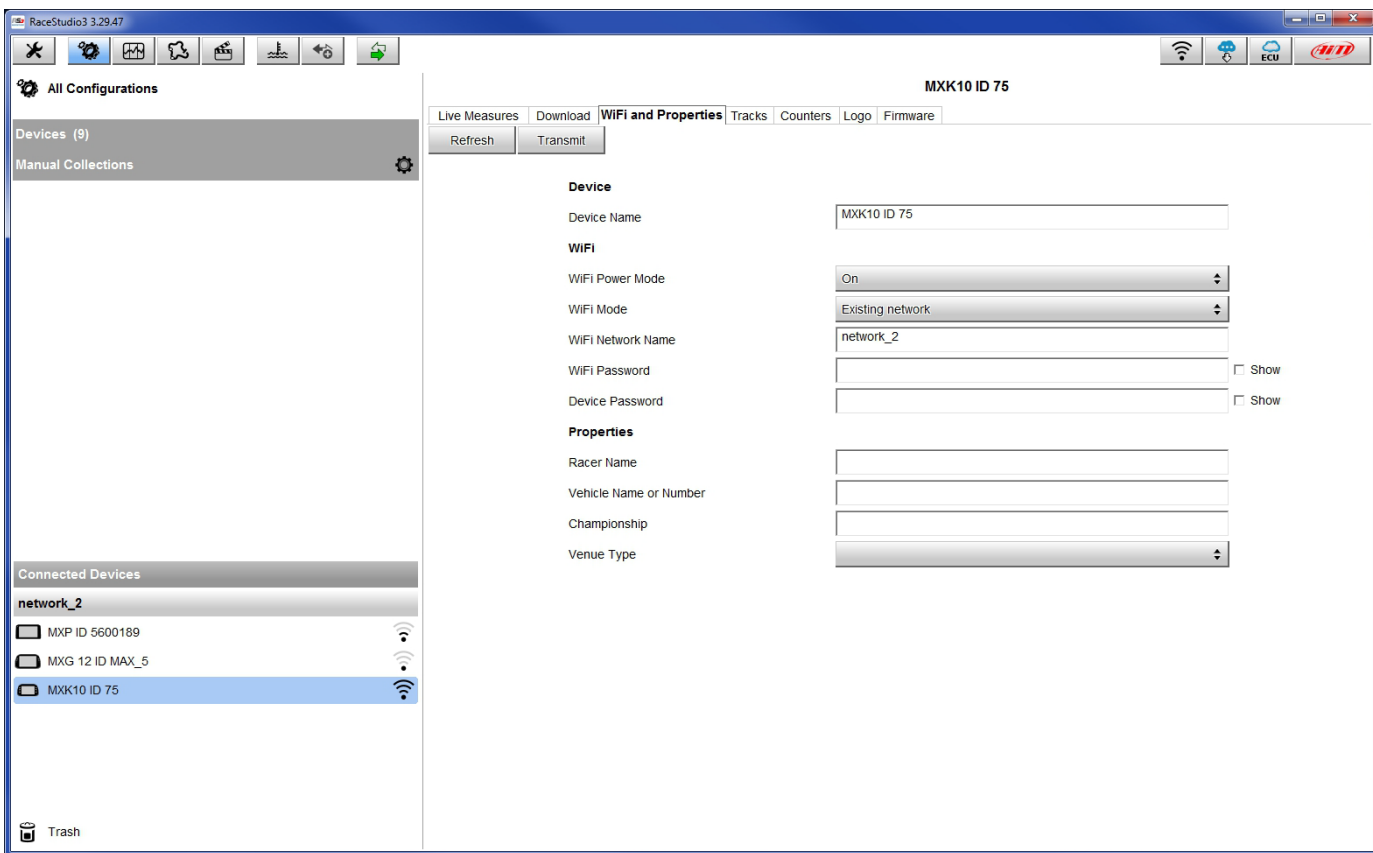 RaceStudio3 3.29.47
ECU
AiM
All Configurations
Devices (9)
Manual Collections
Connected Devices
network_2
MXP ID 5600189
MXG 12 ID MAX_5
MXK10 ID 75
Trash
MXK10 ID 75
Live Measures Download WiFi and Properties Tracks Counters Logo Firmware
Refresh Transmit
Device
Device Name MXK10 ID 75
WiFi
WiFi Power Mode On
WiFi Mode Existing network
WiFi Network Name network_2
WiFi Password Show
Device Password Show
Properties
Racer Name
Vehicle Name or Number
Championship
Venue Type